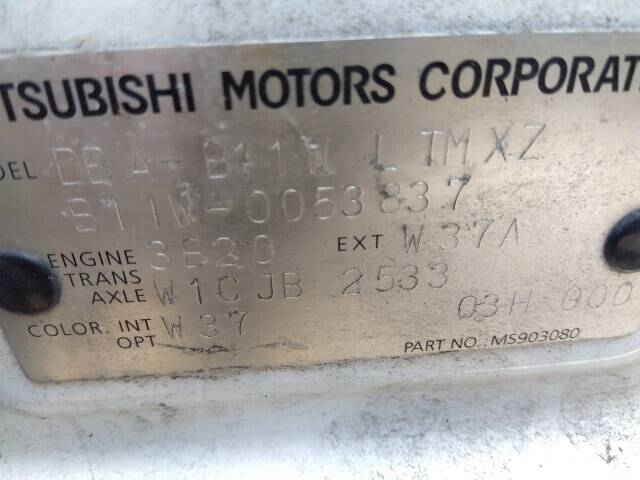 TSUBISHI MOTORS CORPORAT
DEL DBA-B11W LTMXZ
B11W-0053837
ENGINE 3B20 EXT W37A
TRANS AXLE W1CJB 2533
03H 000
COLOR. INT W37
OPT
PART NO.:MS903080